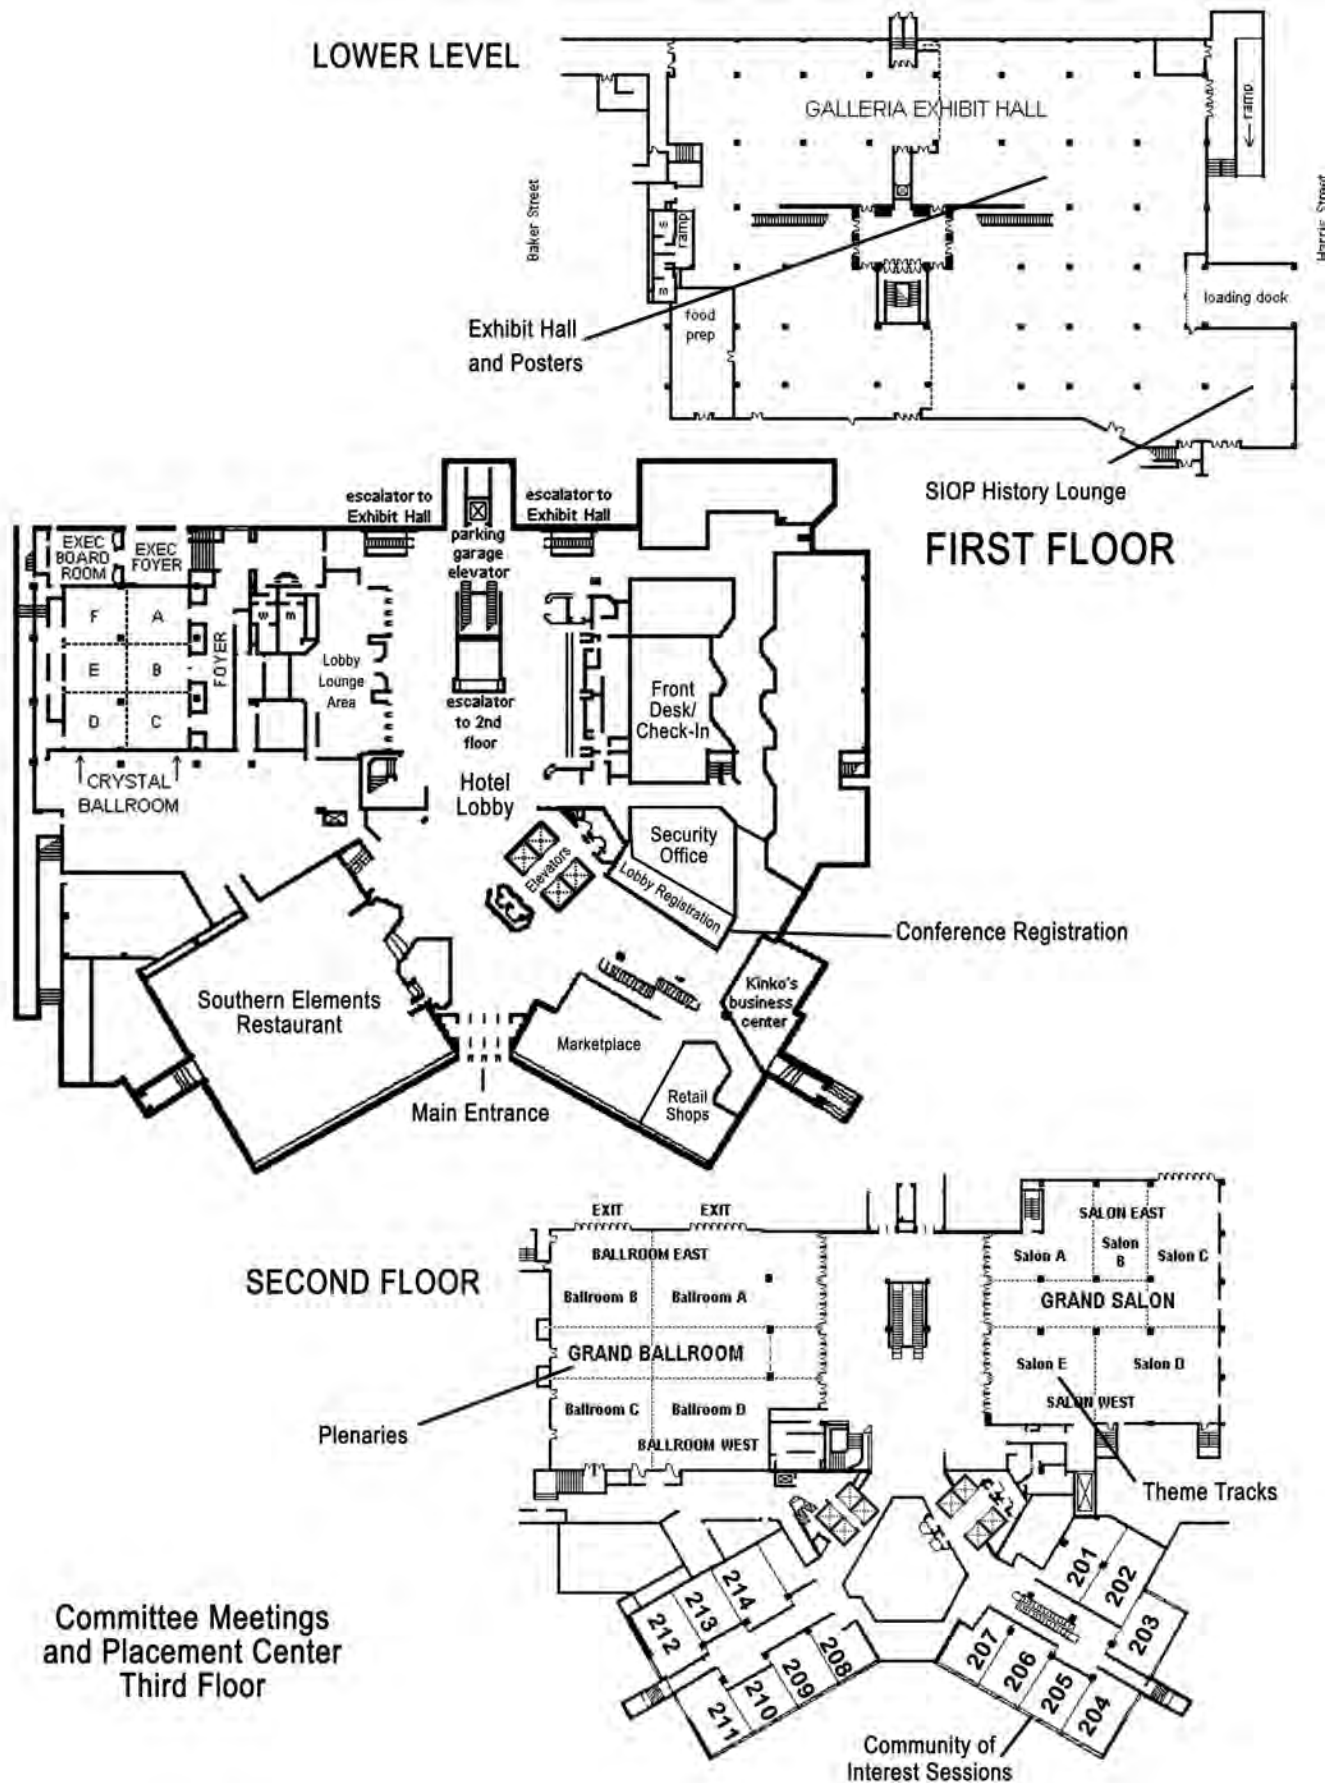 LOWER LEVEL
GALLERIA EXHIBIT HALL
← ramp
Baker Street
Harris Street
s
ramp
m
loading dock
food
prep
Exhibit Hall
and Posters
SIOP History Lounge
FIRST FLOOR
escalator to
Exhibit Hall
escalator to
Exhibit Hall
parking
garage
elevator
EXEC
BOARD
ROOM
EXEC
FOYER
F
A
E
B
D
C
FOYER
w
m
Lobby
Lounge
Area
escalator
to 2nd
floor
Front
Desk/
Check-In
CRYSTAL
BALLROOM
Hotel
Lobby
Elevators
Security
Office
Lobby Registration
Conference Registration
Southern Elements
Restaurant
Kinko's
business
center
Marketplace
Retail
Shops
Main Entrance
SECOND FLOOR
EXIT
EXIT
BALLROOM EAST
Ballroom B
Ballroom A
GRAND BALLROOM
Ballroom C
Ballroom D
BALLROOM WEST
Plenaries
SALON EAST
Salon A
Salon
B
Salon C
GRAND SALON
Salon E
Salon D
SALON WEST
Theme Tracks
201
202
203
204
205
206
207
208
209
210
211
212
213
214
Committee Meetings
and Placement Center
Third Floor
Community of
Interest Sessions